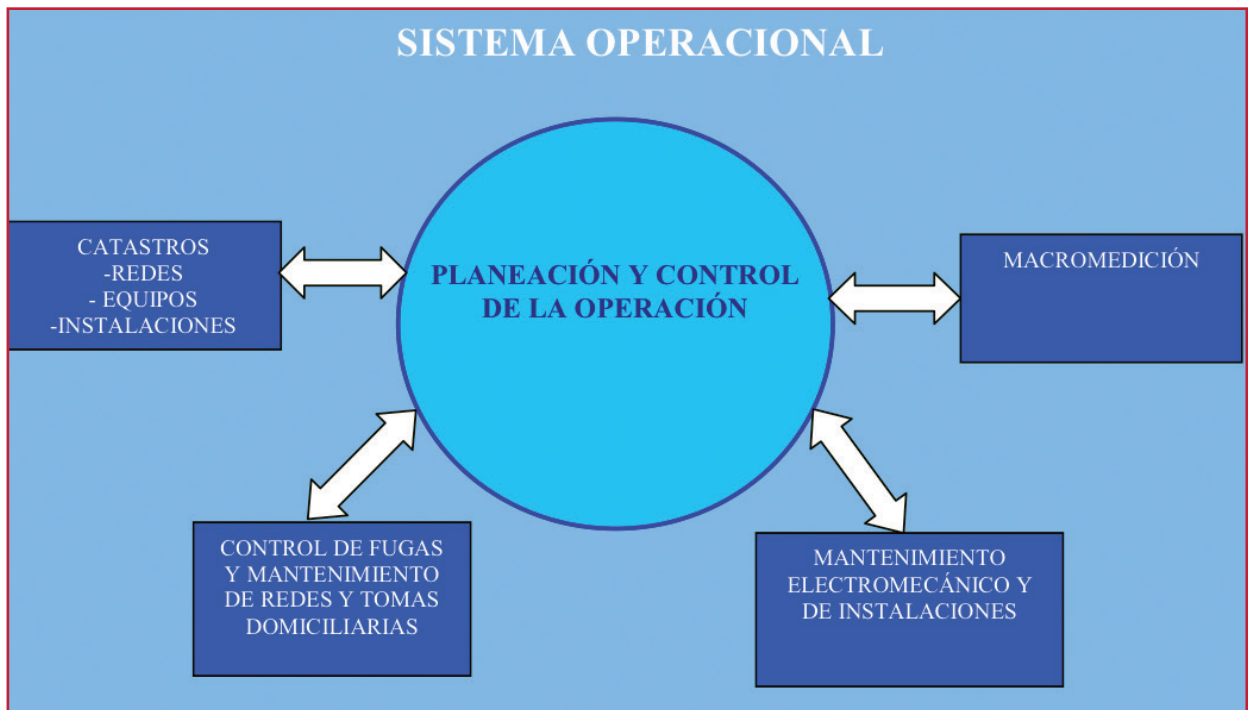 SISTEMA OPERACIONAL
CATASTROS
-REDES
- EQUIPOS
-INSTALACIONES
PLANEACIÓN Y CONTROL
DE LA OPERACIÓN
MACROMEDICIÓN
CONTROL DE FUGAS
Y MANTENIMIENTO
DE REDES Y TOMAS
DOMICILIARIAS
MANTENIMIENTO
ELECTROMECÁNICO Y
DE INSTALACIONES